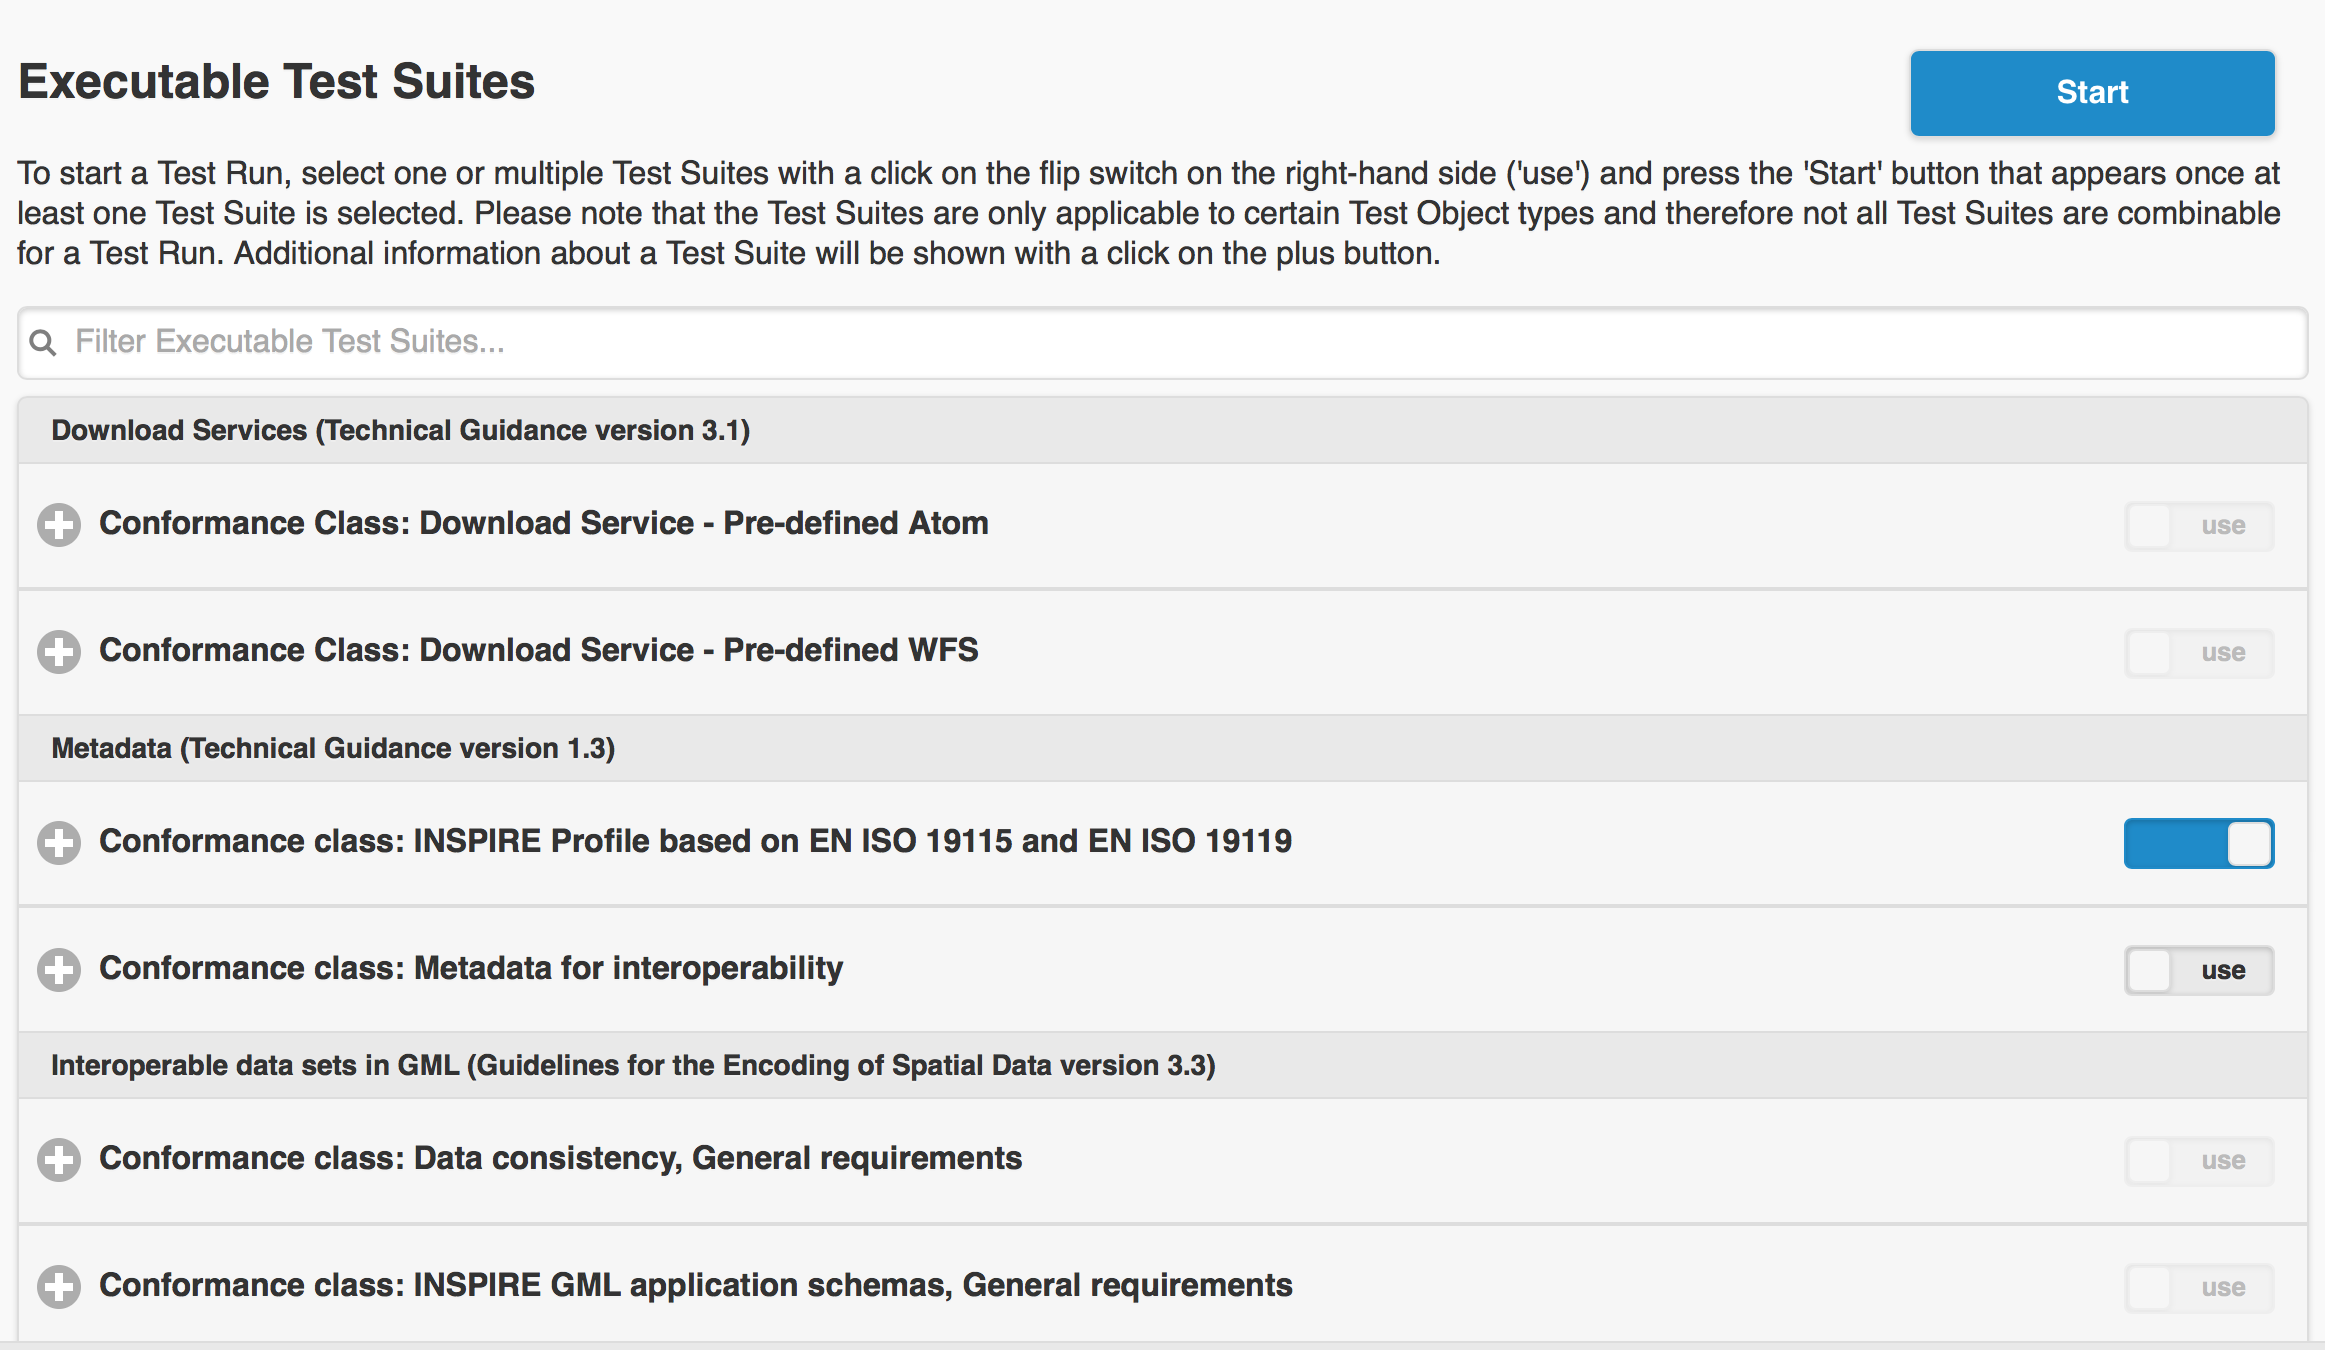 Executable Test Suites
Start
To start a Test Run, select one or multiple Test Suites with a click on the flip switch on the right-hand side ('use') and press the 'Start' button that appears once at
least one Test Suite is selected. Please note that the Test Suites are only applicable to certain Test Object types and therefore not all Test Suites are combinable
for a Test Run. Additional information about a Test Suite will be shown with a click on the plus button.
Filter Executable Test Suites...
Download Services (Technical Guidance version 3.1)
Conformance Class: Download Service - Pre-defined Atom
use
Conformance Class: Download Service - Pre-defined WFS
use
Metadata (Technical Guidance version 1.3)
Conformance class: INSPIRE Profile based on EN ISO 19115 and EN ISO 19119
Conformance class: Metadata for interoperability
use
Interoperable data sets in GML (Guidelines for the Encoding of Spatial Data version 3.3)
Conformance class: Data consistency, General requirements
use
Conformance class: INSPIRE GML application schemas, General requirements
use